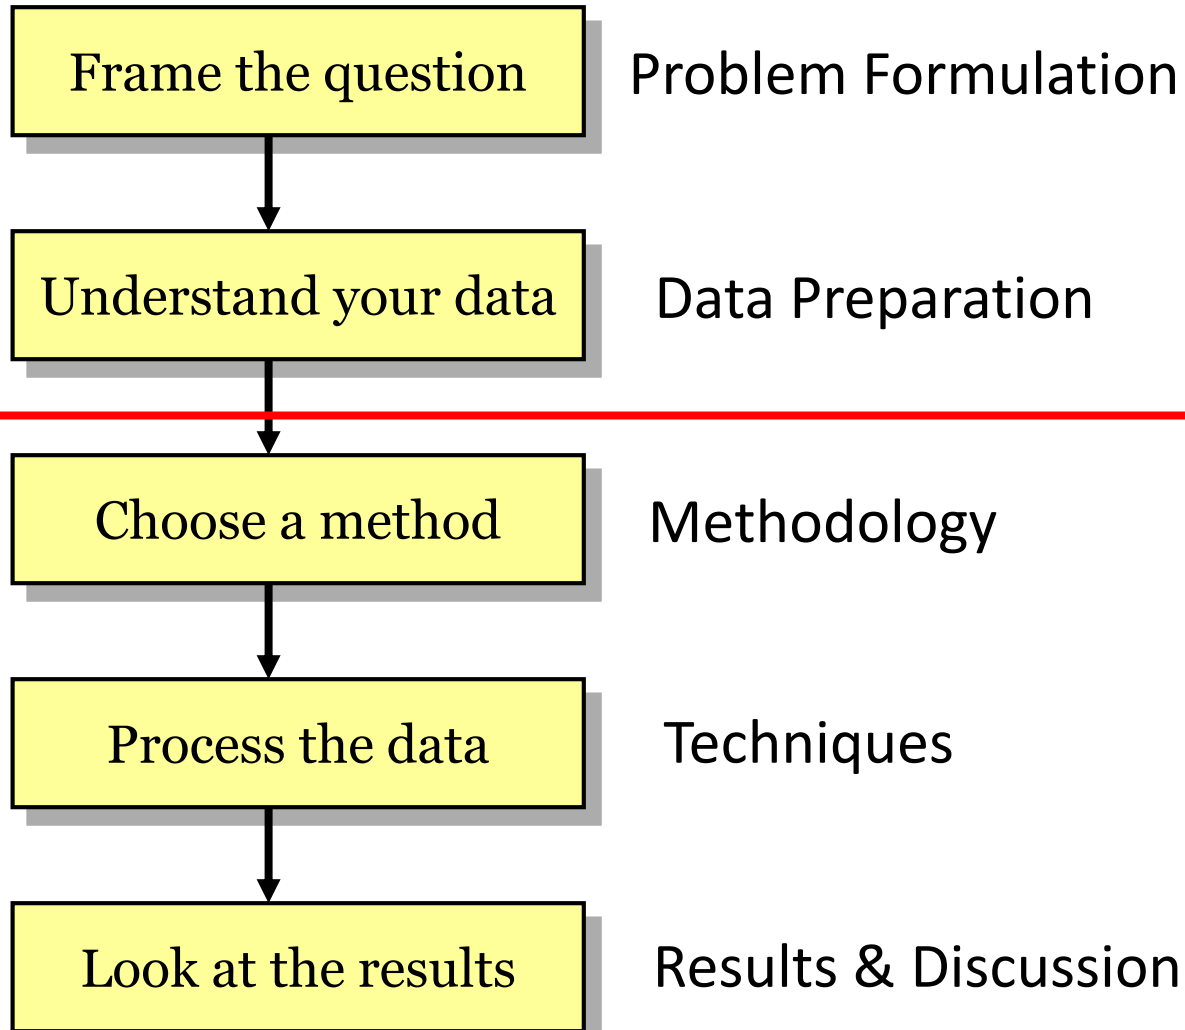 Frame the question
Problem Formulation
Understand your data
Data Preparation
Choose a method
Methodology
Process the data
Techniques
Look at the results
Results & Discussion